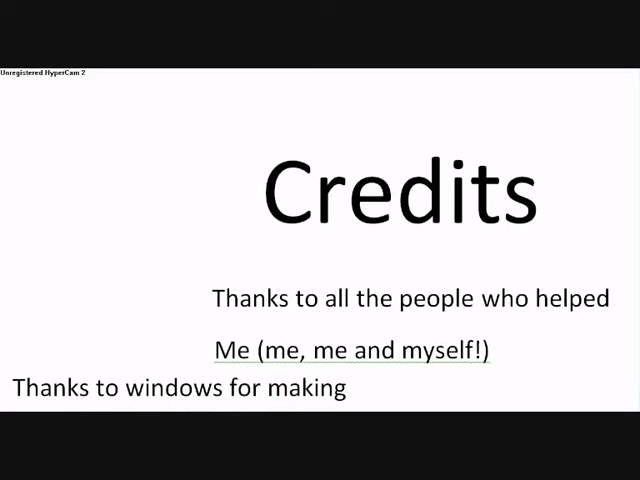 Unregistered HyperCam 2
Credits
Thanks to all the people who helped
Me (me, me and myself!)
Thanks to windows for making